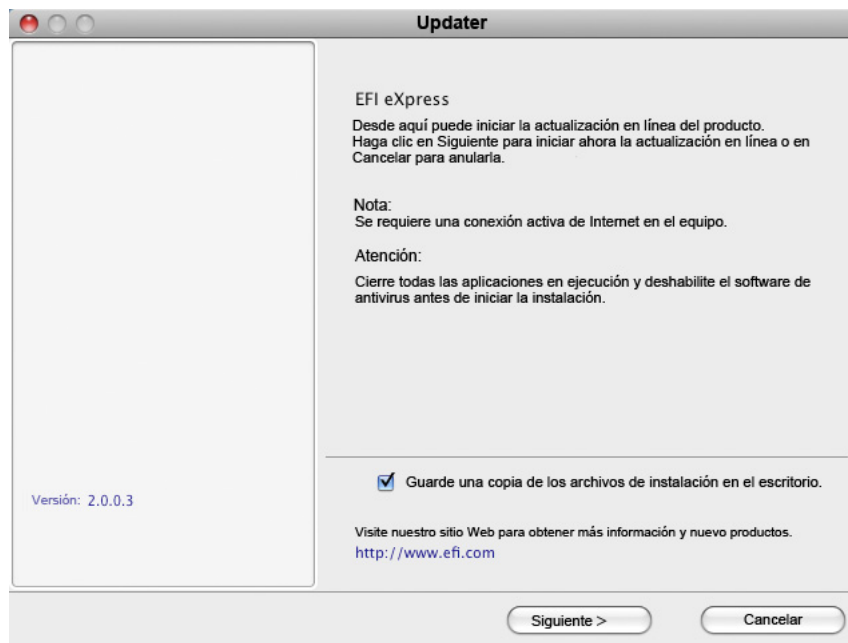 Updater
EFI eXpress
Desde aquí puede iniciar la actualización en línea del producto.
Haga clic en Siguiente para iniciar ahora la actualización en línea o en
Cancelar para anularla.
Nota:
Se requiere una conexión activa de Internet en el equipo.
Atención:
Cierre todas las aplicaciones en ejecución y deshabilite el software de
antivirus antes de iniciar la instalación.
Guarde una copia de los archivos de instalación en el escritorio.
Versión: 2.0.0.3
Visite nuestro sitio Web para obtener más información y nuevo productos.
http://www.efi.com
Siguiente >
Cancelar